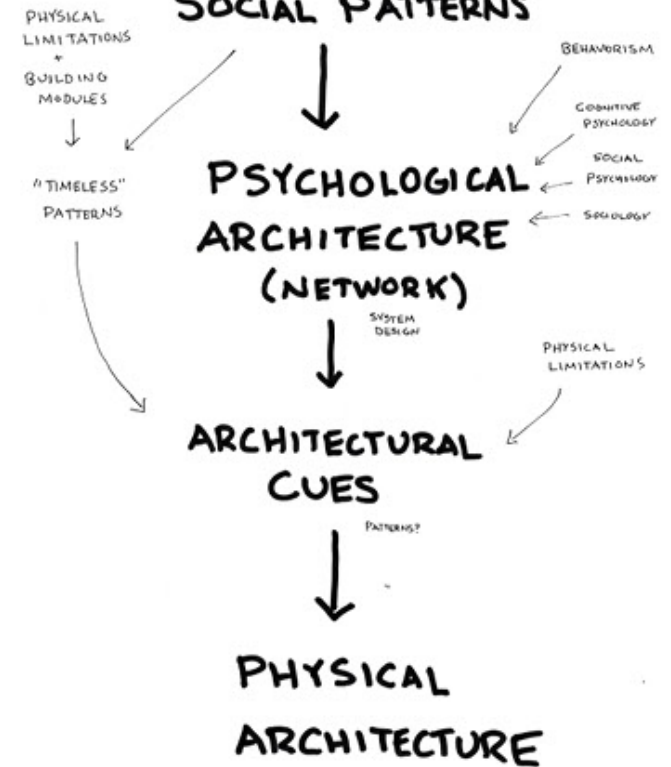 SOCIAL PATTERNS
PHYSICAL
LIMITATIONS
+
BUILDING
MODULES
"TIMELESS"
PATTERNS
BEHAVORISM
COGNITIVE
PSYCHOLOGY
SOCIAL
PSYCHOLOGY
SOCIOLOGY
PSYCHOLOGICAL
ARCHITECTURE
(NETWORK)
SYSTEM
DESIGN
PHYSICAL
LIMITATIONS
ARCHITECTURAL
CUES
PATTERNS?
PHYSICAL
ARCHITECTURE